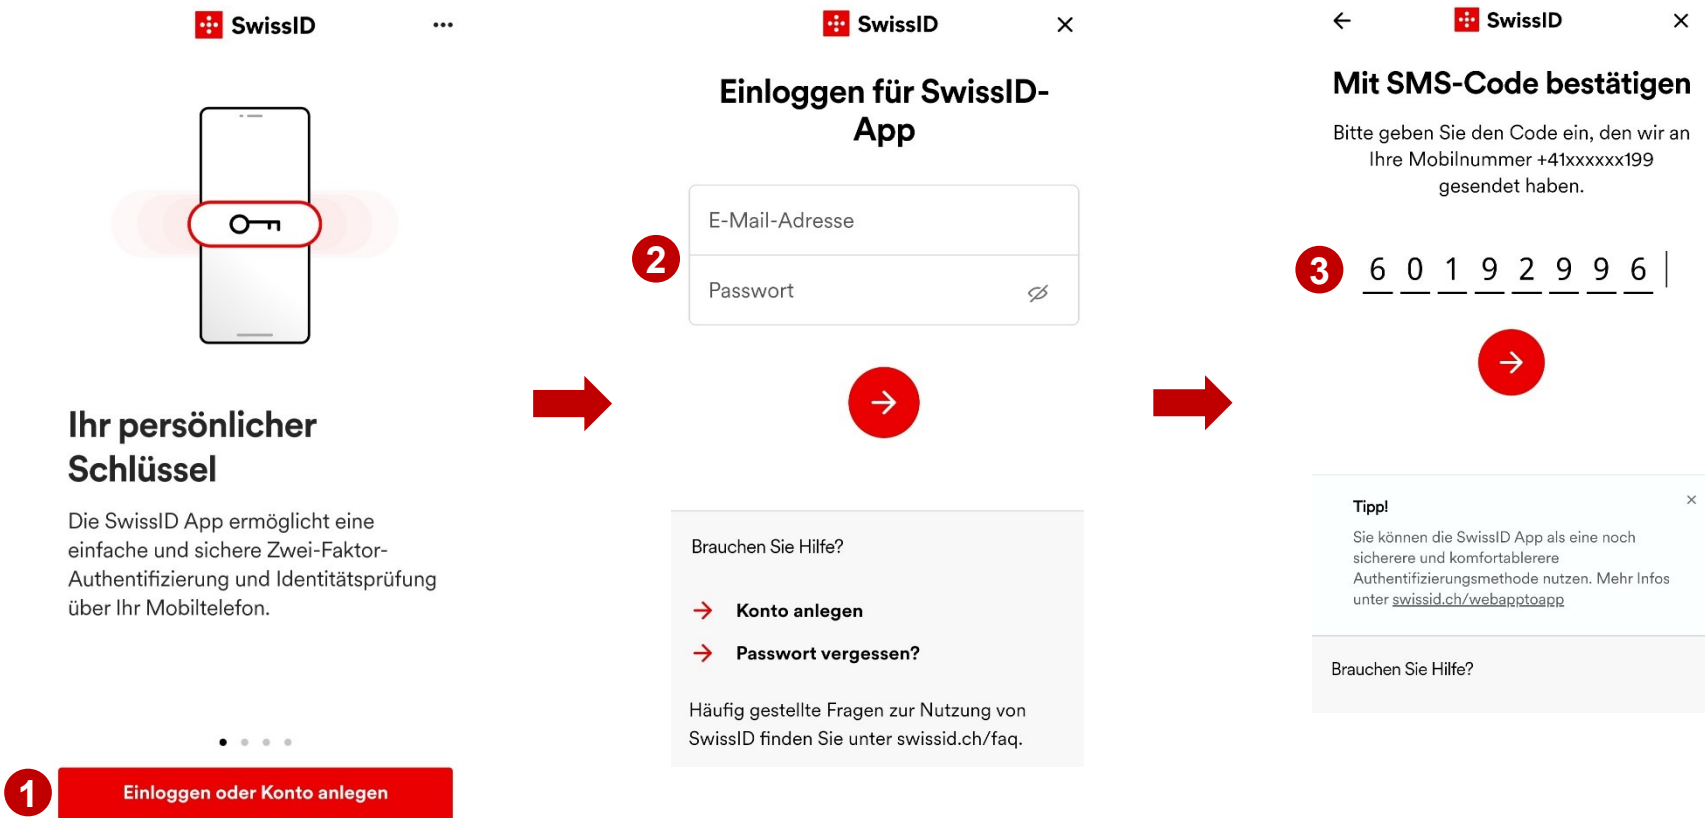 SwissID
Ihr persönlicher
Schlüssel
Die SwissID App ermöglicht eine
einfache und sichere Zwei-Faktor-
Authentifizierung und Identitätsprüfung
über Ihr Mobiltelefon.
1
Einloggen oder Konto anlegen
SwissID
Einloggen für SwissID-
App
2
E-Mail-Adresse
Passwort
Brauchen Sie Hilfe?
Konto anlegen
Passwort vergessen?
Häufig gestellte Fragen zur Nutzung von
SwissID finden Sie unter swissid.ch/faq.
SwissID
Mit SMS-Code bestätigen
Bitte geben Sie den Code ein, den wir an
Ihre Mobilnummer +41xxxxxx199
gesendet haben.
3
6 0 1 9 2 9 9 6
Tipp!
Sie können die SwissID App als eine noch
sicherere und komfortablerere
Authentifizierungsmethode nutzen. Mehr Infos
unter swissid.ch/webapptoapp
Brauchen Sie Hilfe?